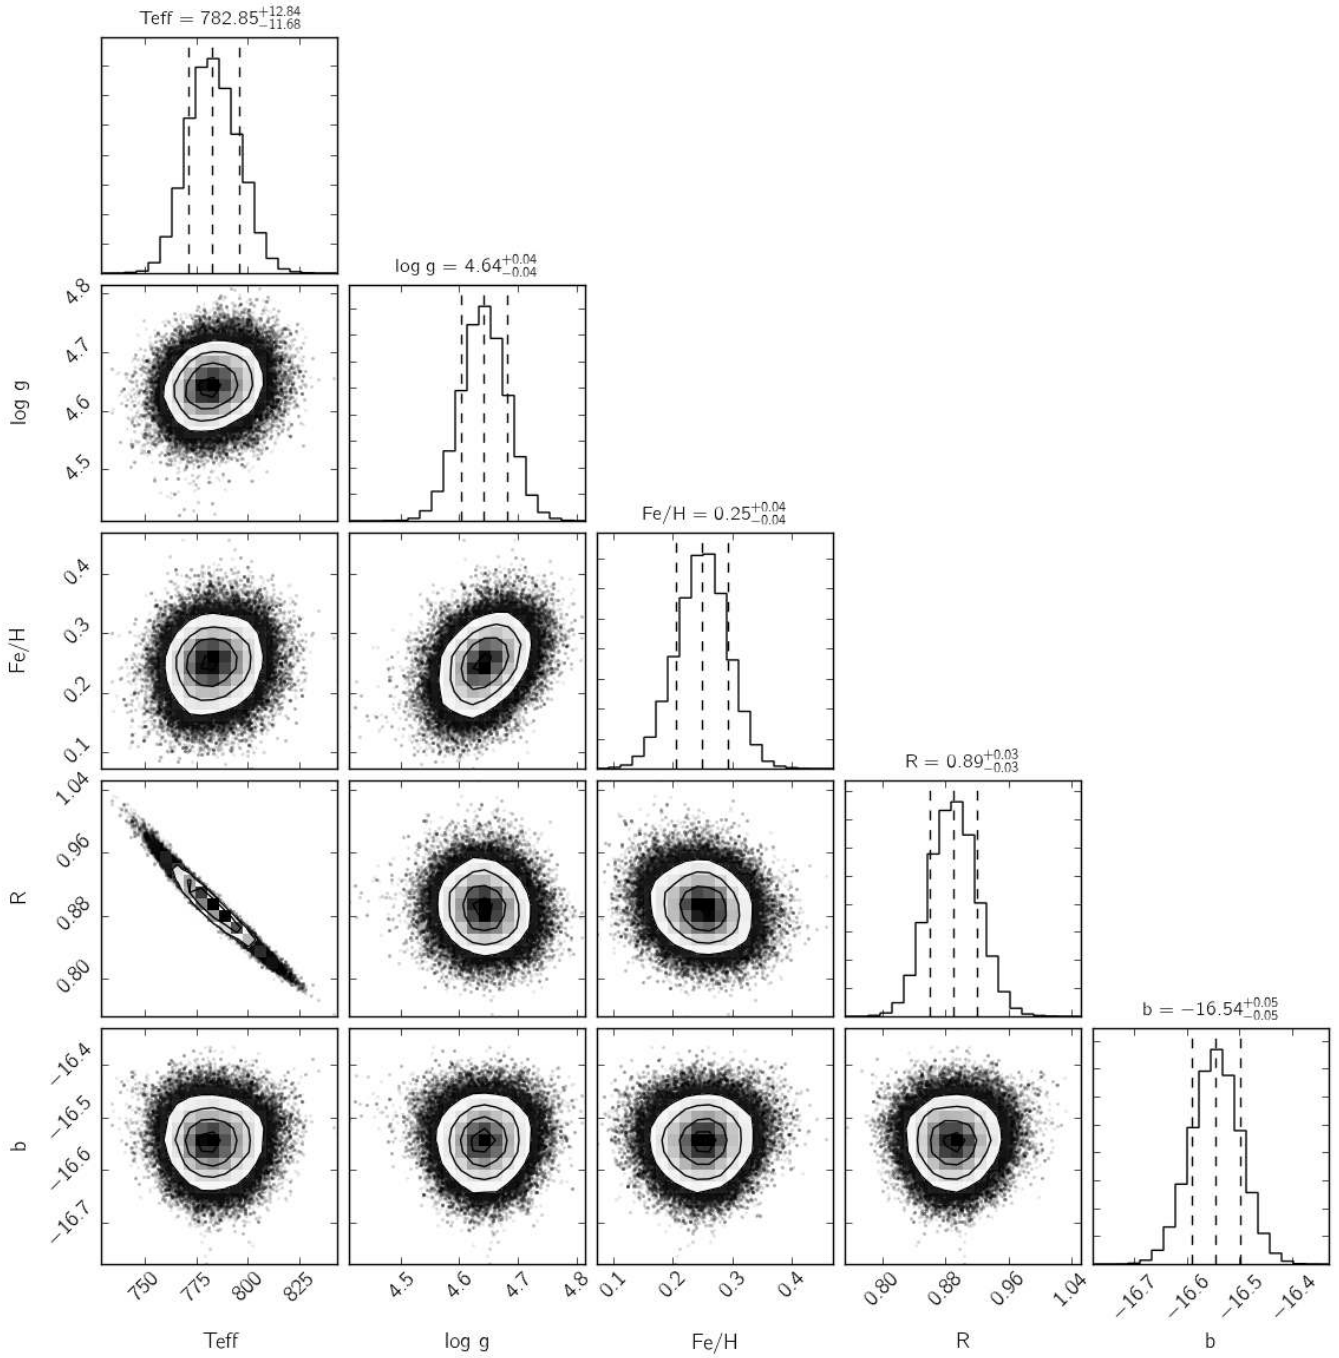 Teff = 782.85+12.84−11.68
4.8
4.7
4.6
4.5
log g
log g = 4.64+0.04−0.04
0.4
0.3
0.2
0.1
Fe/H
Fe/H = 0.25+0.04−0.04
1.04
0.96
0.88
0.80
R
R = 0.89+0.03−0.03
−16.4
−16.5
−16.6
−16.7
b
b = −16.54+0.05−0.05
750 775 800 825 4.5 4.6 4.7 4.8 0.1 0.2 0.3 0.4 0.80 0.88 0.96 1.04 −16.7 −16.6 −16.5 −16.4
Teff log g Fe/H R b